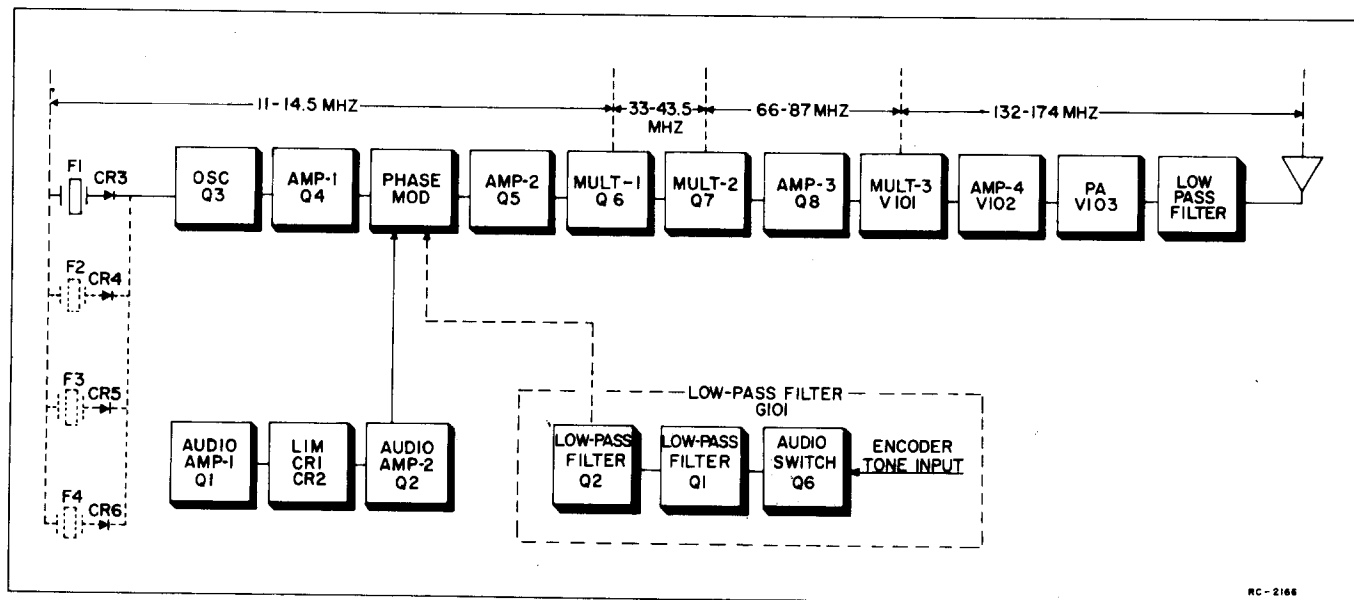 11-14.5 MHZ
33-43.5
MHZ
66-87 MHZ
132-174 MHZ
F1
CR3
OSC
Q3
AMP-1
Q4
PHASE
MOD
AMP-2
Q5
MULT-1
Q6
MULT-2
Q7
AMP-3
Q8
MULT-3
V101
AMP-4
V102
PA
V103
LOW
PASS
FILTER
F2
CR4
F3
CR5
F4
CR6
AUDIO
AMP-1
Q1
LIM
CR1
CR2
AUDIO
AMP-2
Q2
LOW-PASS FILTER
G101
LOW-PASS
FILTER
Q2
LOW-PASS
FILTER
Q1
AUDIO
SWITCH
Q6
ENCODER
TONE INPUT
RC-2166